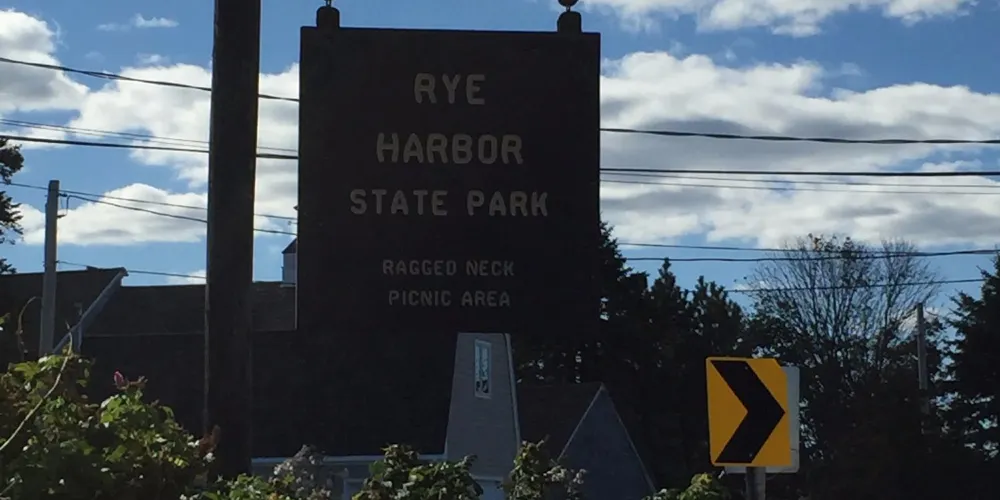 RYE
HARBOR
STATE PARK
RAGGED NECK
PICNIC AREA